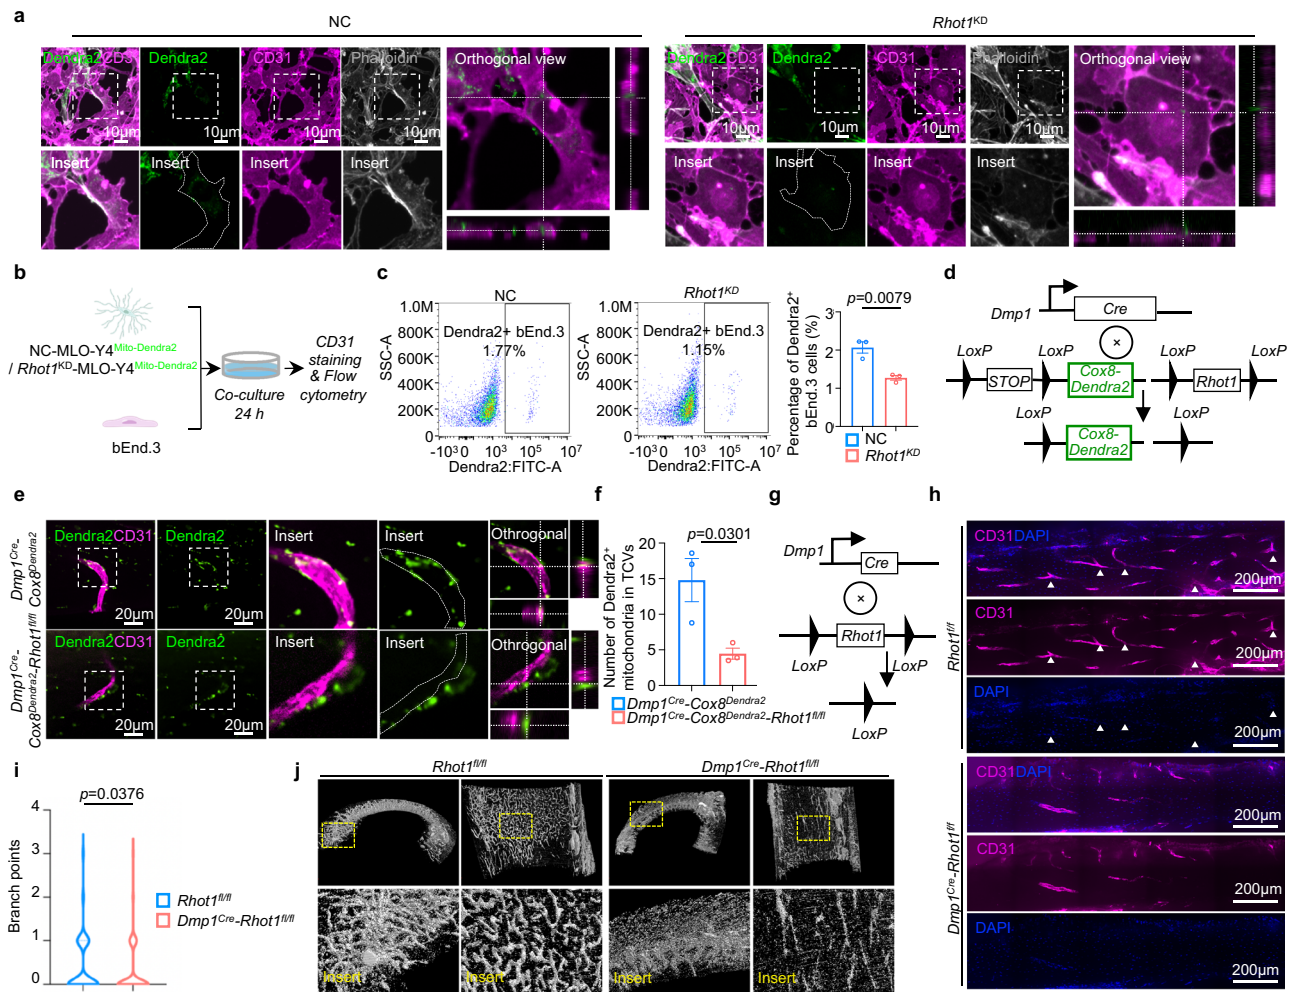 a
NC
Rhot1KD
Dendra2CD31
Dendra2
CD31
Phalloidin
Orthogonal view
10µm
10µm
10µm
10µm
Insert
Insert
Insert
Insert
Dendra2CD31
Dendra2
CD31
Phalloidin
Orthogonal view
10µm
10µm
10µm
10µm
Insert
Insert
Insert
Insert
b
NC-MLO-Y4Mito-Dendra2
/ Rhot1KD-MLO-Y4Mito-Dendra2
bEnd.3
Co-culture
24 h
CD31
staining
& Flow
cytometry
c
NC
SSC-A
1.0M
800K
600K
400K
200K
0
Dendra2+ bEnd.3
1.77%
-10³ 0 10³ 10⁵ 10⁷
Dendra2:FITC-A
Rhot1KD
SSC-A
1.0M
800K
600K
400K
200K
0
Dendra2+ bEnd.3
1.15%
-10³ 0 10³ 10⁵ 10⁷
Dendra2:FITC-A
p=0.0079
Percentage of Dendra2+
bEnd.3 cells (%)
3
2
1
0
NC
Rhot1KD
d
Dmp1
Cre
×
LoxP
LoxP
LoxP
LoxP
STOP
Cox8-
Dendra2
Rhot1
LoxP
LoxP
Cox8-
Dendra2
e
Dmp1Cre-
Cox8Dendra2
Dendra2CD31
Dendra2
Insert
Insert
Othrogonal
20µm
20µm
Dmp1Cre-
Cox8Dendra2-Rhot1fl/fl
Dendra2CD31
Dendra2
Insert
Insert
Othrogonal
20µm
20µm
f
p=0.0301
Number of Dendra2+
mitochondria in TCVs
20
15
10
5
0
Dmp1Cre-Cox8Dendra2
Dmp1Cre-Cox8Dendra2-Rhot1fl/fl
g
Dmp1
Cre
×
Rhot1
LoxP
LoxP
LoxP
h
Rhot1fl/fl
CD31DAPI
200µm
CD31
200µm
DAPI
200µm
Dmp1Cre-Rhot1fl/fl
CD31DAPI
200µm
CD31
200µm
DAPI
200µm
i
p=0.0376
Branch points
4
3
2
1
0
Rhot1fl/fl
Dmp1Cre-Rhot1fl/fl
j
Rhot1fl/fl
Dmp1Cre-Rhot1fl/fl
Insert
Insert
Insert
Insert